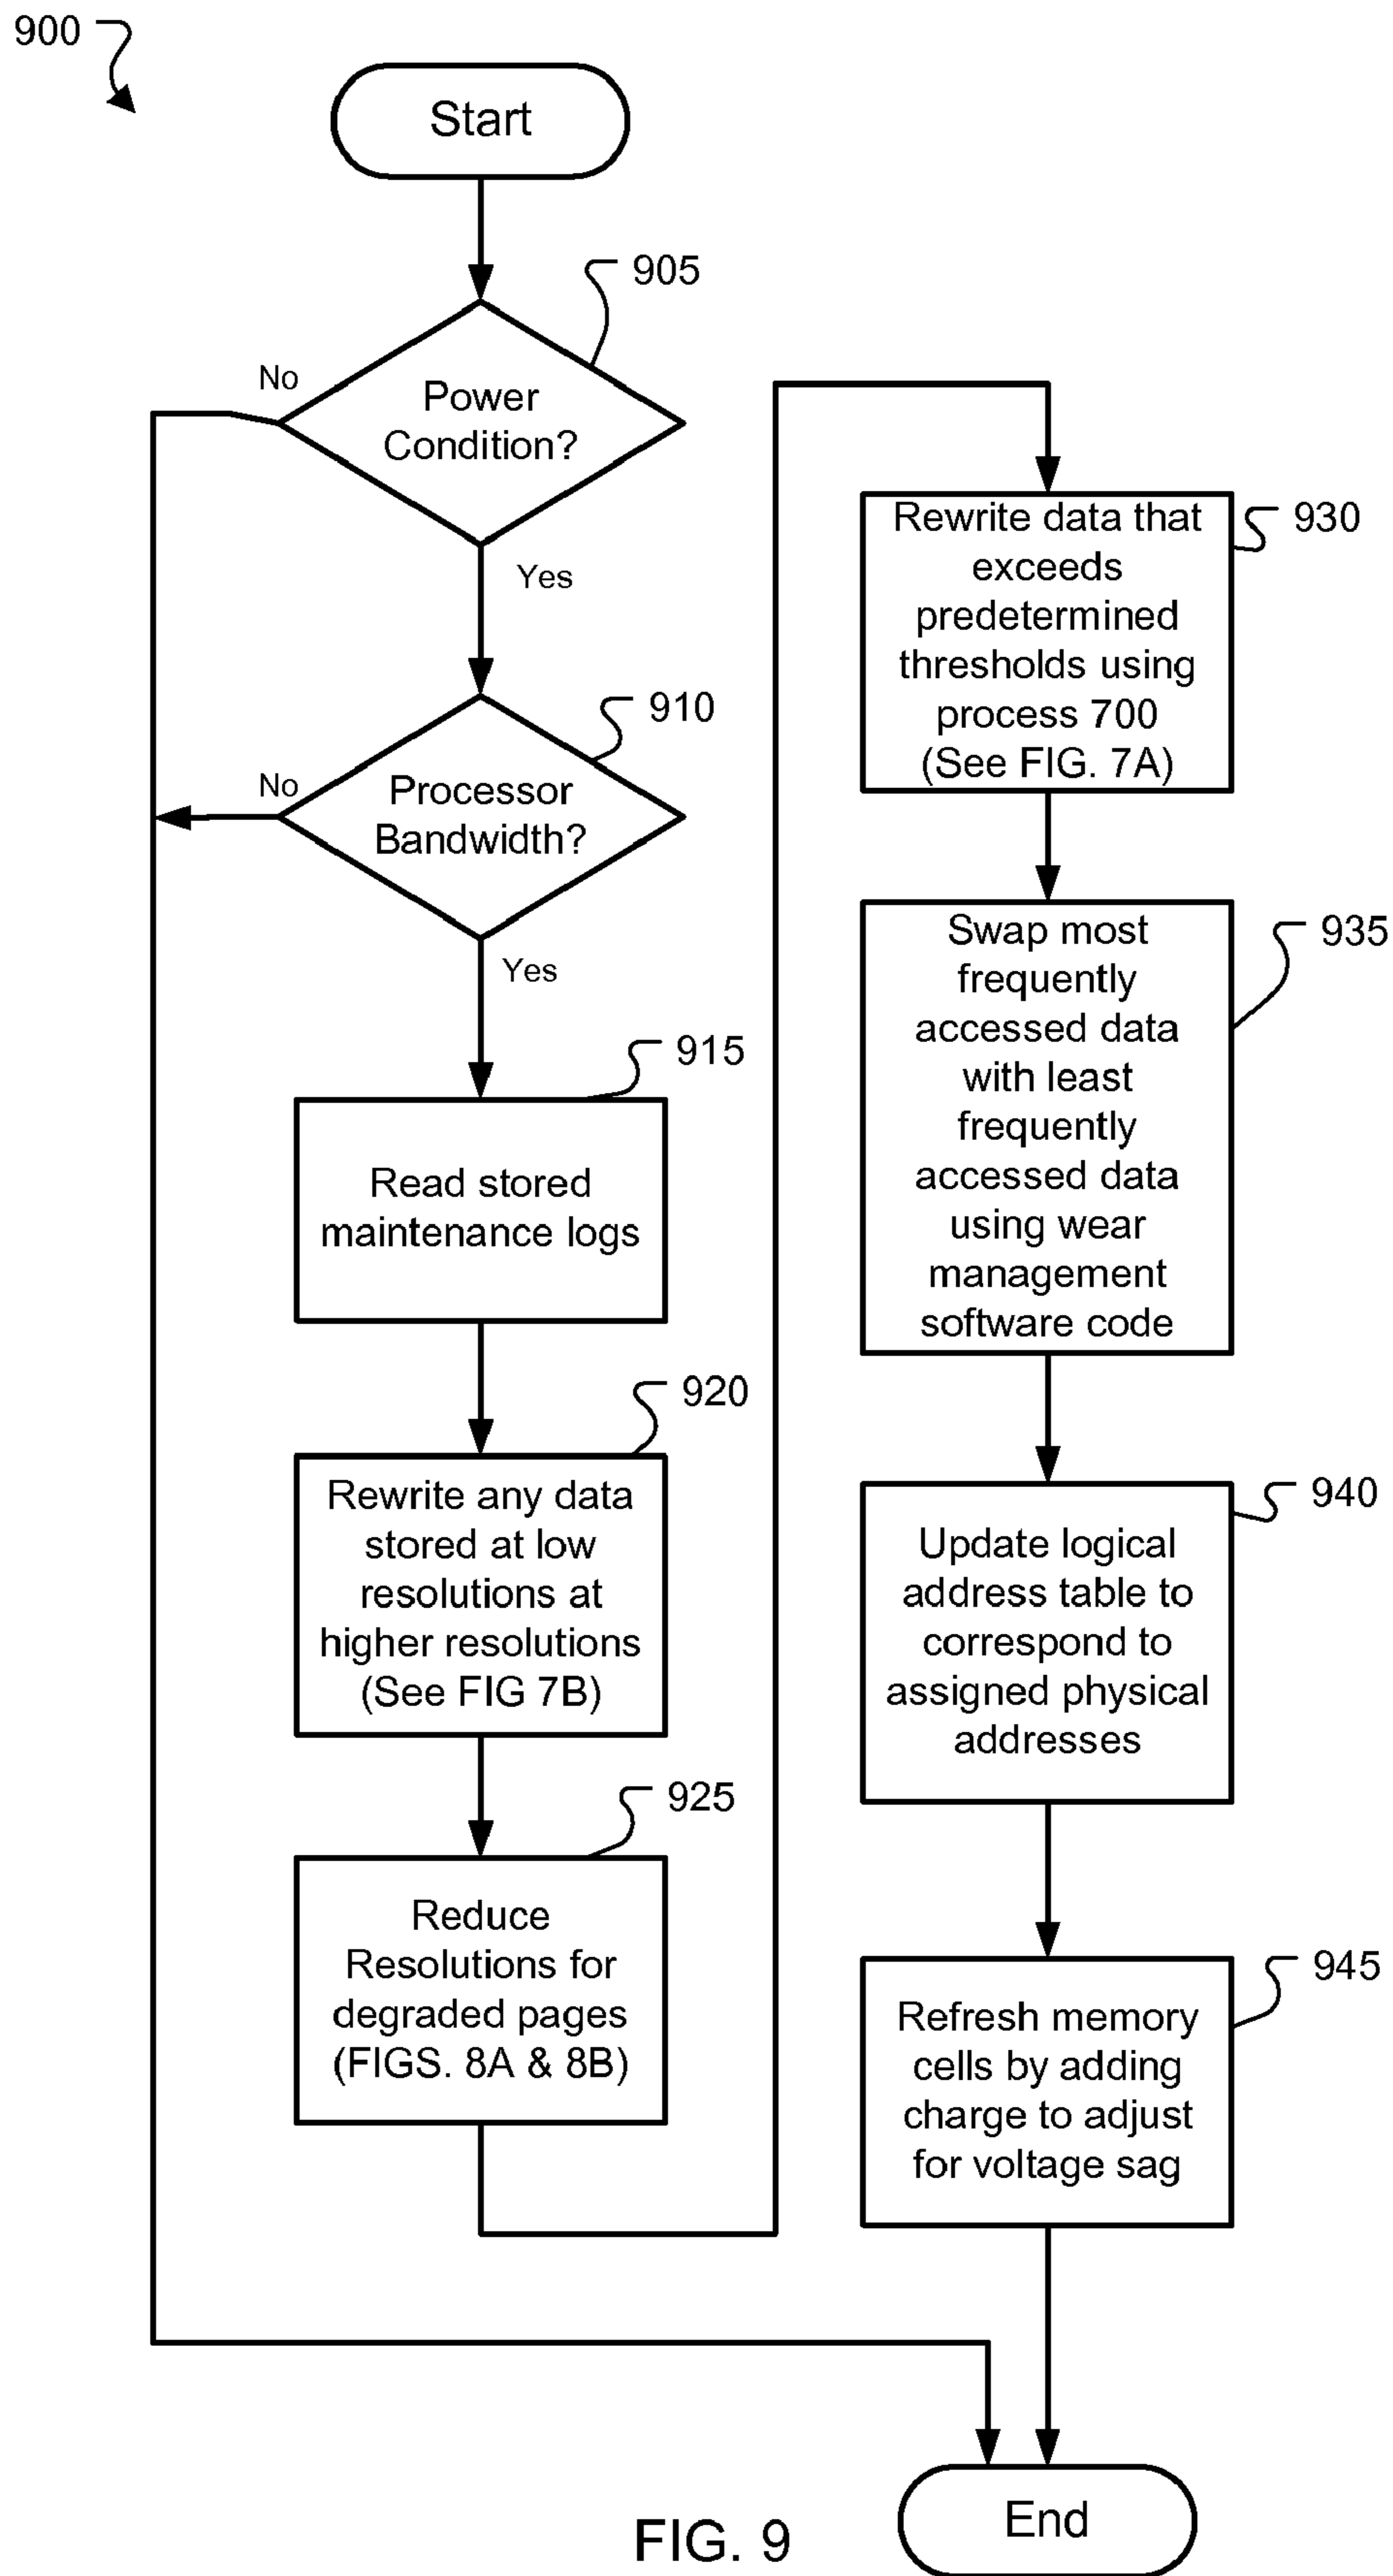 900
Start
905
No
Power
Condition?
Yes
910
No
Processor
Bandwidth?
Yes
915
Read stored
maintenance logs
920
Rewrite any data
stored at low
resolutions at
higher resolutions
(See FIG 7B)
925
Reduce
Resolutions for
degraded pages
(FIGS. 8A & 8B)
930
Rewrite data that
exceeds
predetermined
thresholds using
process 700
(See FIG. 7A)
935
Swap most
frequently
accessed data
with least
frequently
accessed data
using wear
management
software code
940
Update logical
address table to
correspond to
assigned physical
addresses
945
Refresh memory
cells by adding
charge to adjust
for voltage sag
End
FIG. 9